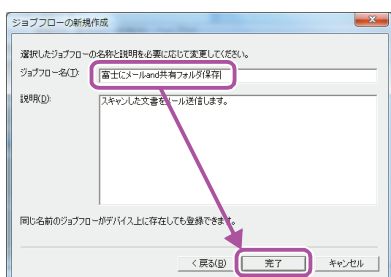 ジョブフローの新規作成
選択したジョブフローの名称と説明を必要に応じて変更してください。
ジョブフロー名(T):
富士にメールand共有フォルダ保存
説明(D):
スキャンした文書をメール送信します。
同じ名前のジョブフローがデバイス上に存在しても登録できます。
< 戻る(B)
完了
キャンセル